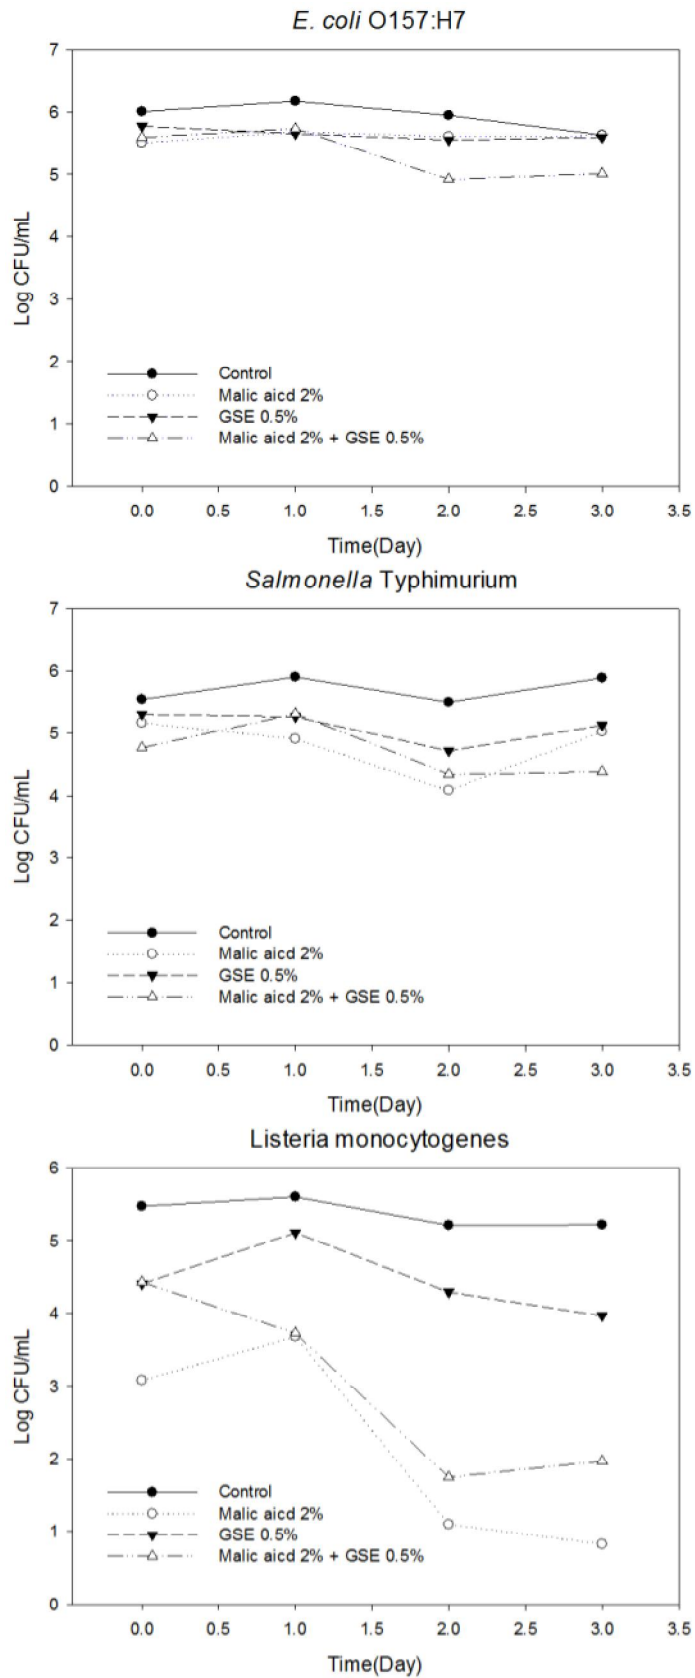 E. coli O157:H7
7
6
5
4
3
2
1
0
Log CFU/mL
Control
Malic aicd 2%
GSE 0.5%
Malic aicd 2% + GSE 0.5%
0.0 0.5 1.0 1.5 2.0 2.5 3.0 3.5
Time(Day)
Salmonella Typhimurium
7
6
5
4
3
2
1
0
Log CFU/mL
Control
Malic aicd 2%
GSE 0.5%
Malic aicd 2% + GSE 0.5%
0.0 0.5 1.0 1.5 2.0 2.5 3.0 3.5
Time(Day)
Listeria monocytogenes
6
5
4
3
2
1
0
Log CFU/mL
Control
Malic aicd 2%
GSE 0.5%
Malic aicd 2% + GSE 0.5%
0.0 0.5 1.0 1.5 2.0 2.5 3.0 3.5
Time(Day)